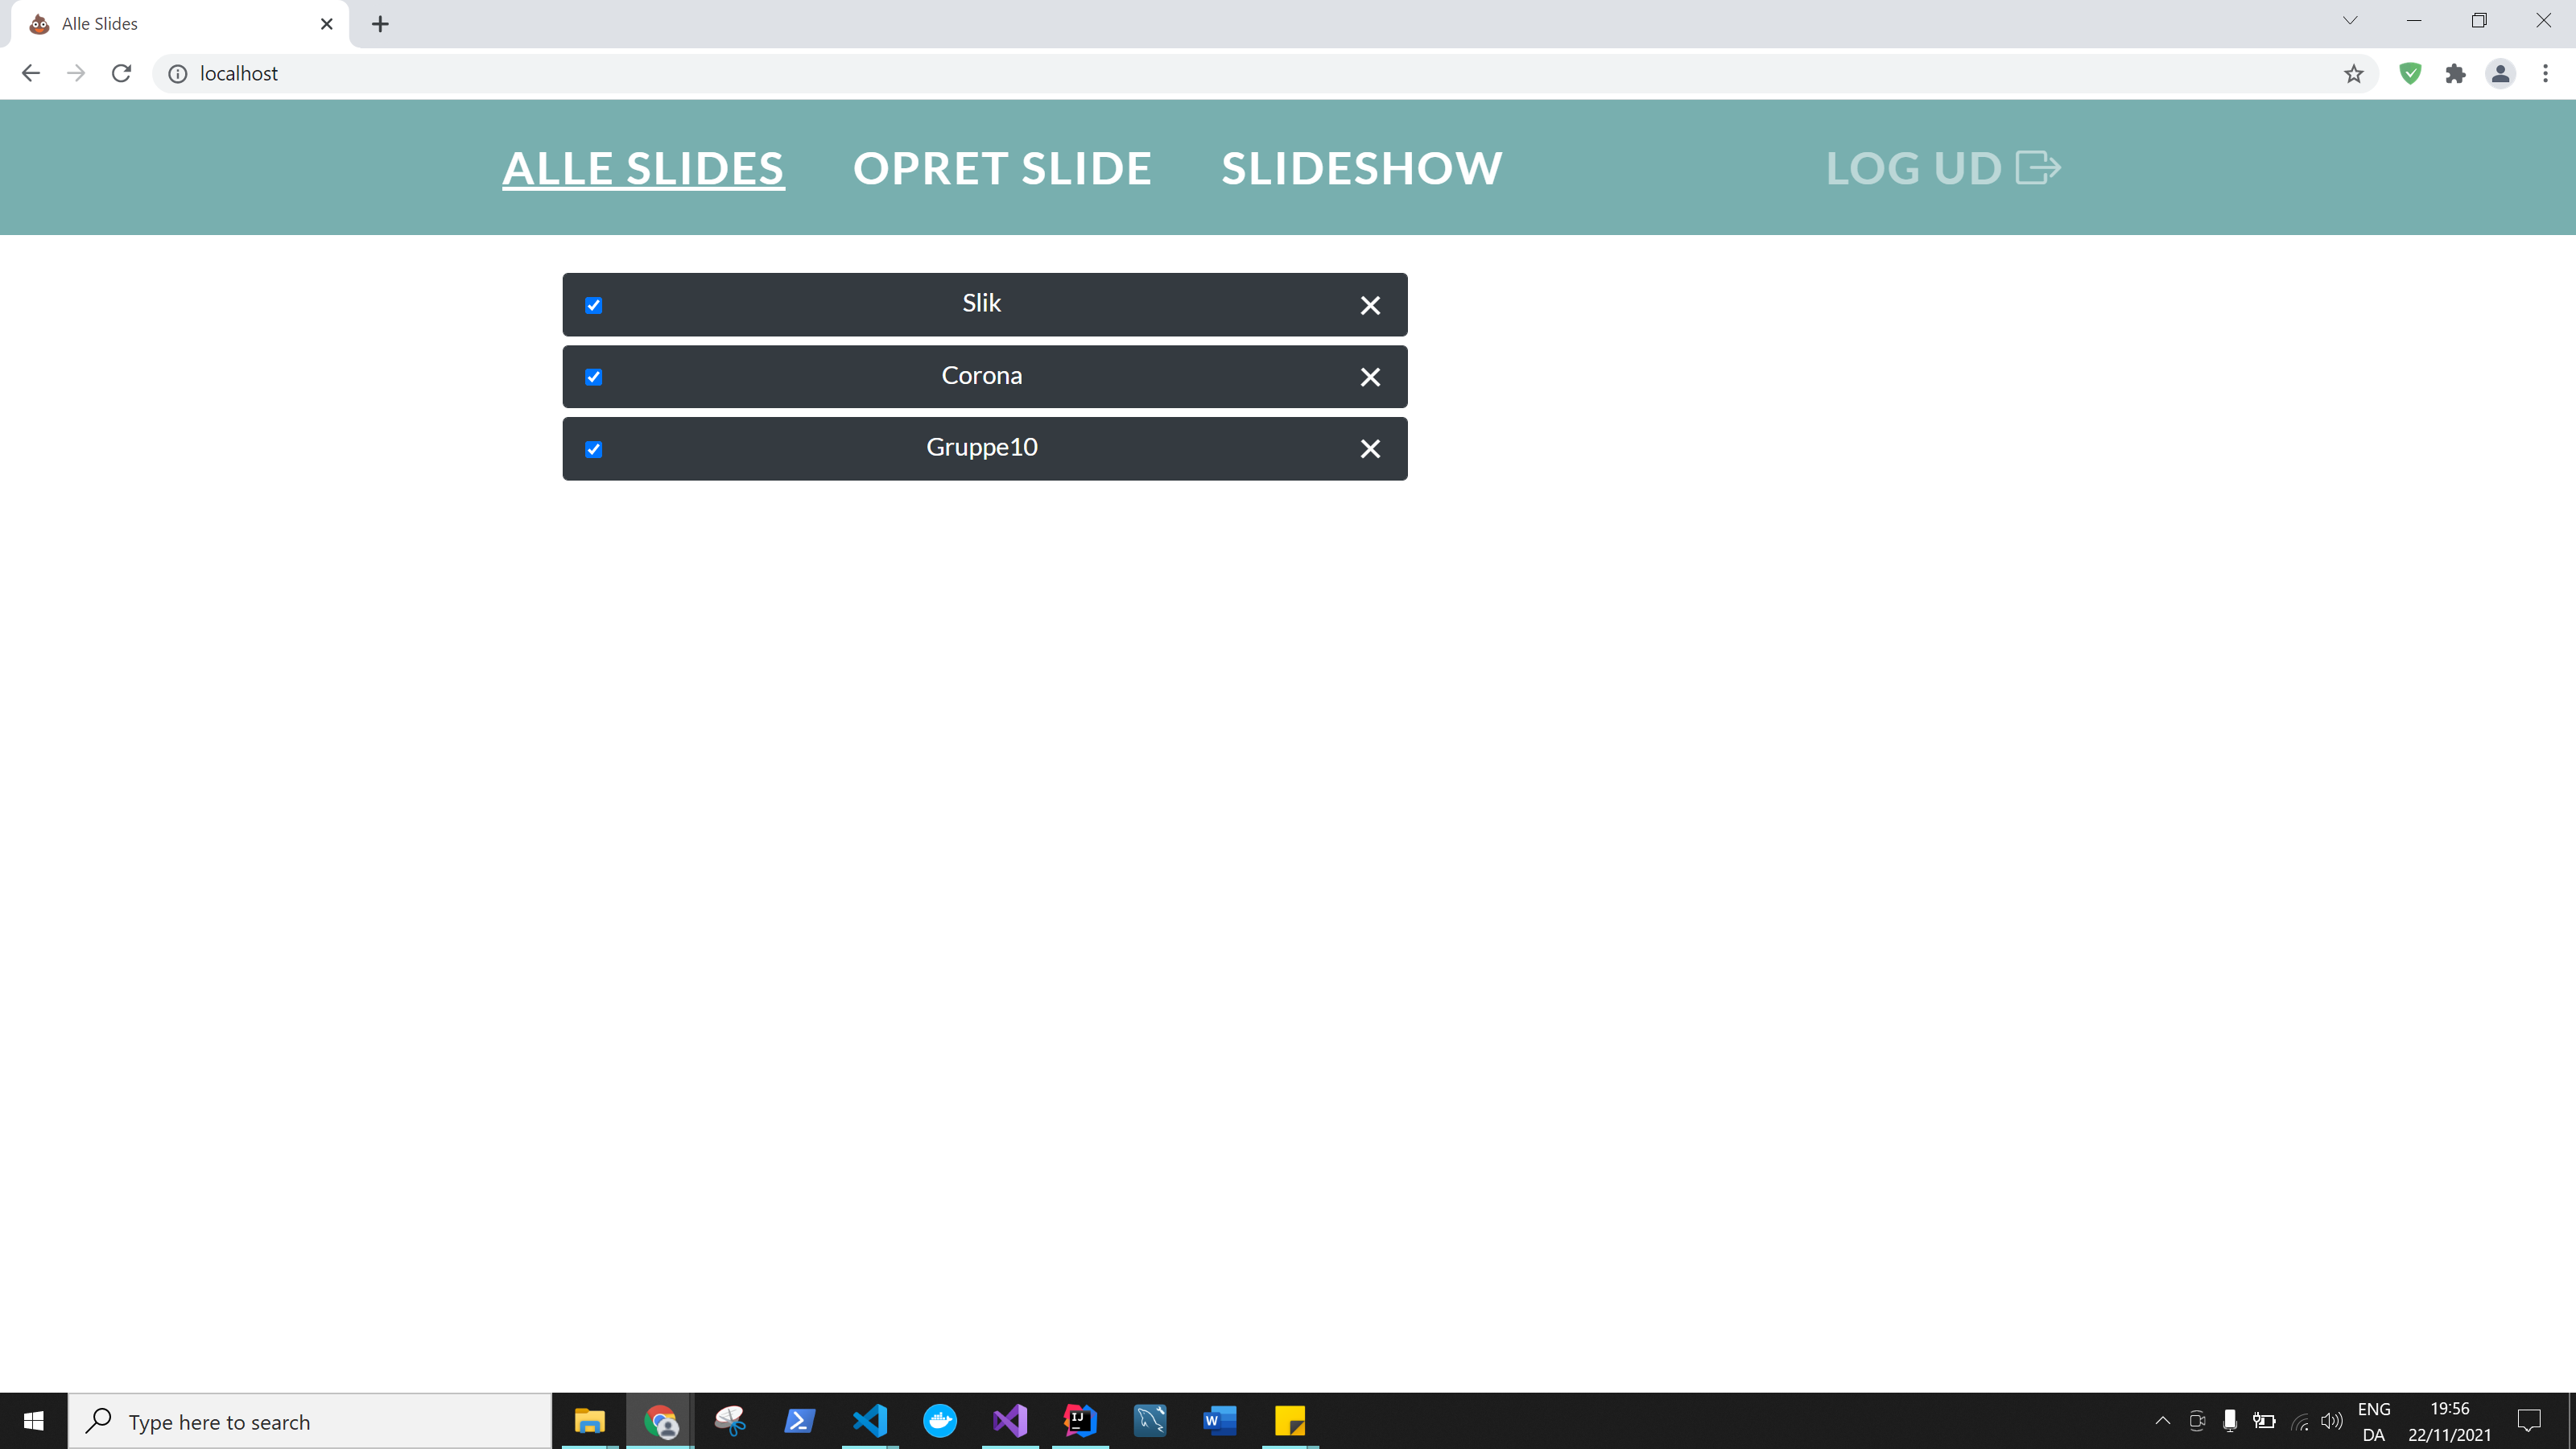 Alle Slides
localhost
ALLE SLIDES OPRET SLIDE SLIDESHOW LOG UD
Slik
Corona
Gruppe10
Type here to search
IJ
W
ENG
DA
19:56
22/11/2021